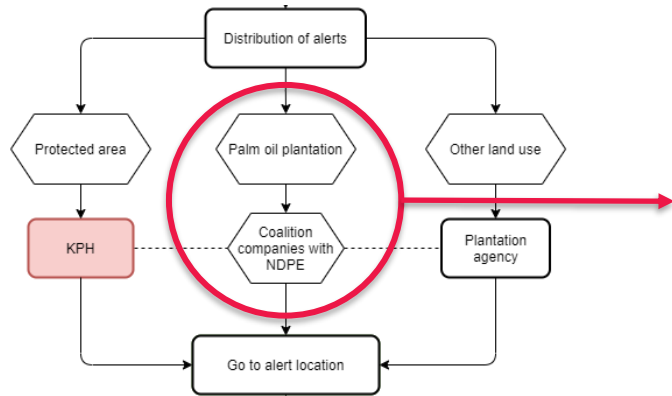 Distribution of alerts
Protected area
Palm oil plantation
Other land use
KPH
Coalition
companies with
NDPE
Plantation
agency
Go to alert location